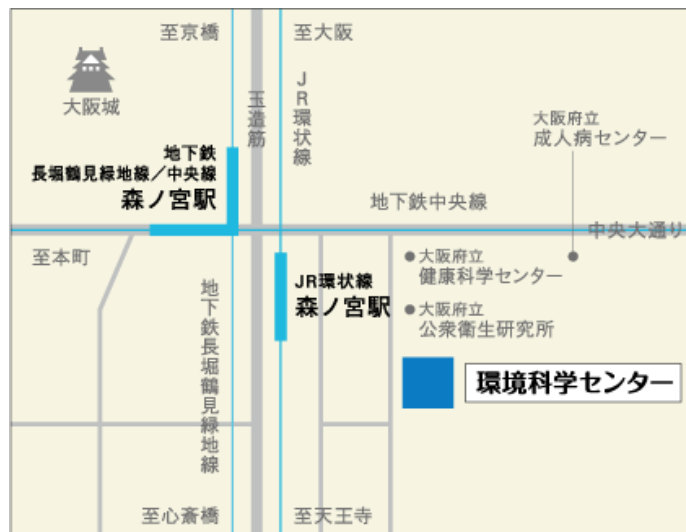 至京橋
至大阪
大阪城
玉造筋
JR環状線
大阪府立
成人病センター
地下鉄
長堀鶴見緑地線／中央線
森ノ宮駅
地下鉄中央線
中央大通り
至本町
大阪府立
健康科学センター
JR環状線
森ノ宮駅
大阪府立
公衆衛生研究所
地下鉄長堀鶴見緑地線
環境科学センター
至心斎橋
至天王寺